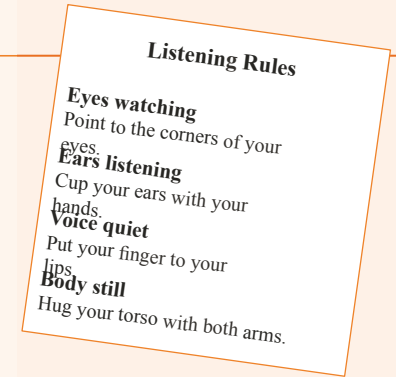 Listening Rules
Eyes watching
Point to the corners of your
eyes.
Ears listening
Cup your ears with your
hands.
Voice quiet
Put your finger to your
lips.
Body still
Hug your torso with both arms.